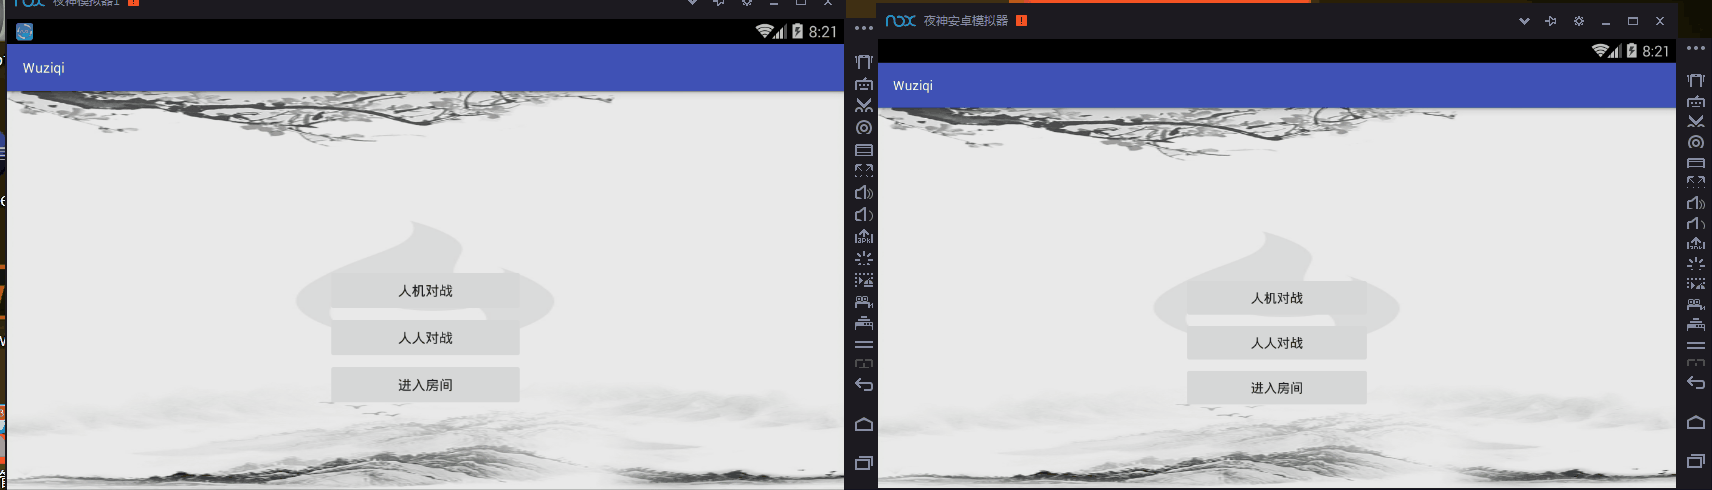 nox 夜神模拟器1
8:21
Wuziqi
人机对战
人人对战
进入房间
nox 夜神安卓模拟器
8:21
Wuziqi
人机对战
人人对战
进入房间